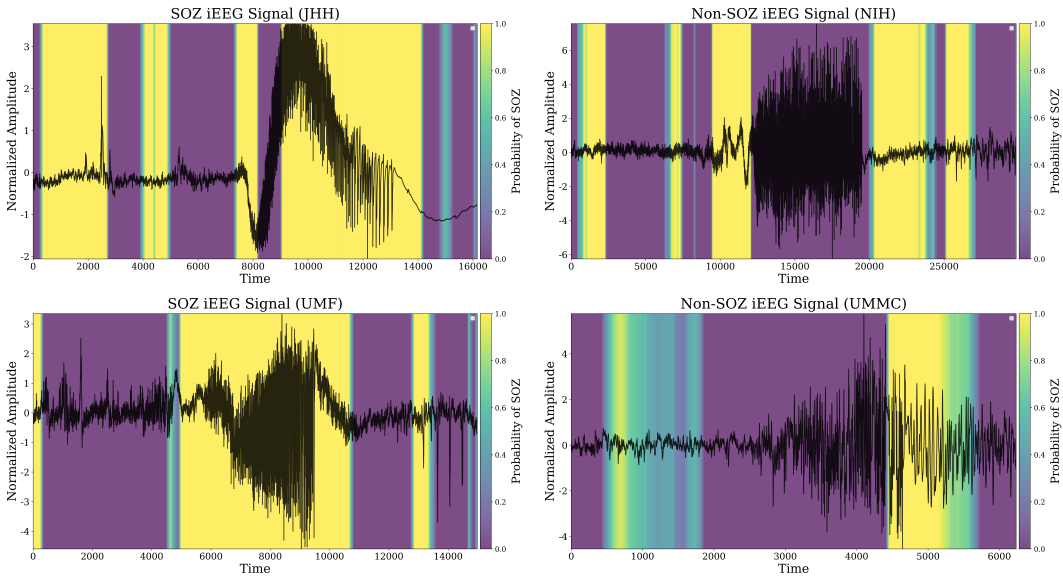 SOZ iEEG Signal (JHH)
Normalized Amplitude
3
2
1
0
-1
-2
0 2000 4000 6000 8000 10000 12000 14000 16000
Time
1.0
0.8
0.6
0.4
0.2
0.0
Probability of SOZ
Non-SOZ iEEG Signal (NIH)
Normalized Amplitude
6
4
2
0
-2
-4
-6
0 5000 10000 15000 20000 25000
Time
1.0
0.8
0.6
0.4
0.2
0.0
Probability of SOZ
SOZ iEEG Signal (UMF)
Normalized Amplitude
3
2
1
0
-1
-2
-3
-4
0 2000 4000 6000 8000 10000 12000 14000
Time
1.0
0.8
0.6
0.4
0.2
0.0
Probability of SOZ
Non-SOZ iEEG Signal (UMMC)
Normalized Amplitude
4
2
0
-2
-4
0 1000 2000 3000 4000 5000 6000
Time
1.0
0.8
0.6
0.4
0.2
0.0
Probability of SOZ